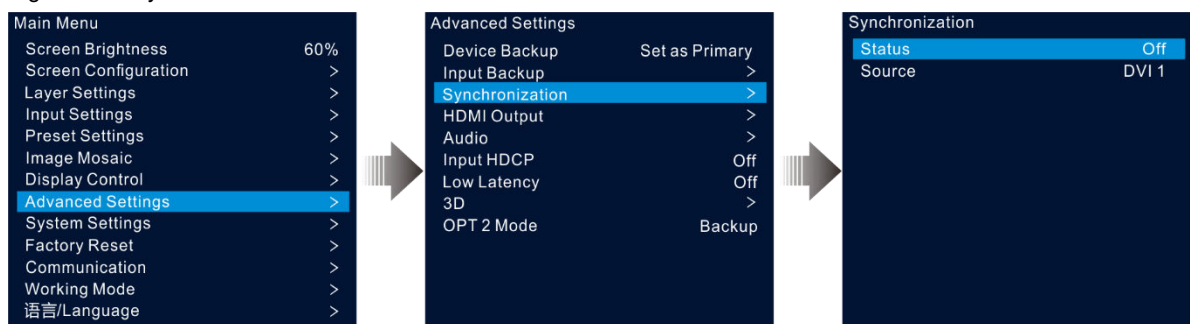 Main Menu
Screen Brightness 60%
Screen Configuration >
Layer Settings >
Input Settings >
Preset Settings >
Image Mosaic >
Display Control >
Advanced Settings >
System Settings >
Factory Reset >
Communication >
Working Mode >
语言/Language >
Advanced Settings
Device Backup Set as Primary
Input Backup >
Synchronization >
HDMI Output >
Audio >
Input HDCP Off
Low Latency Off
3D >
OPT 2 Mode Backup
Synchronization
Status Off
Source DVI 1